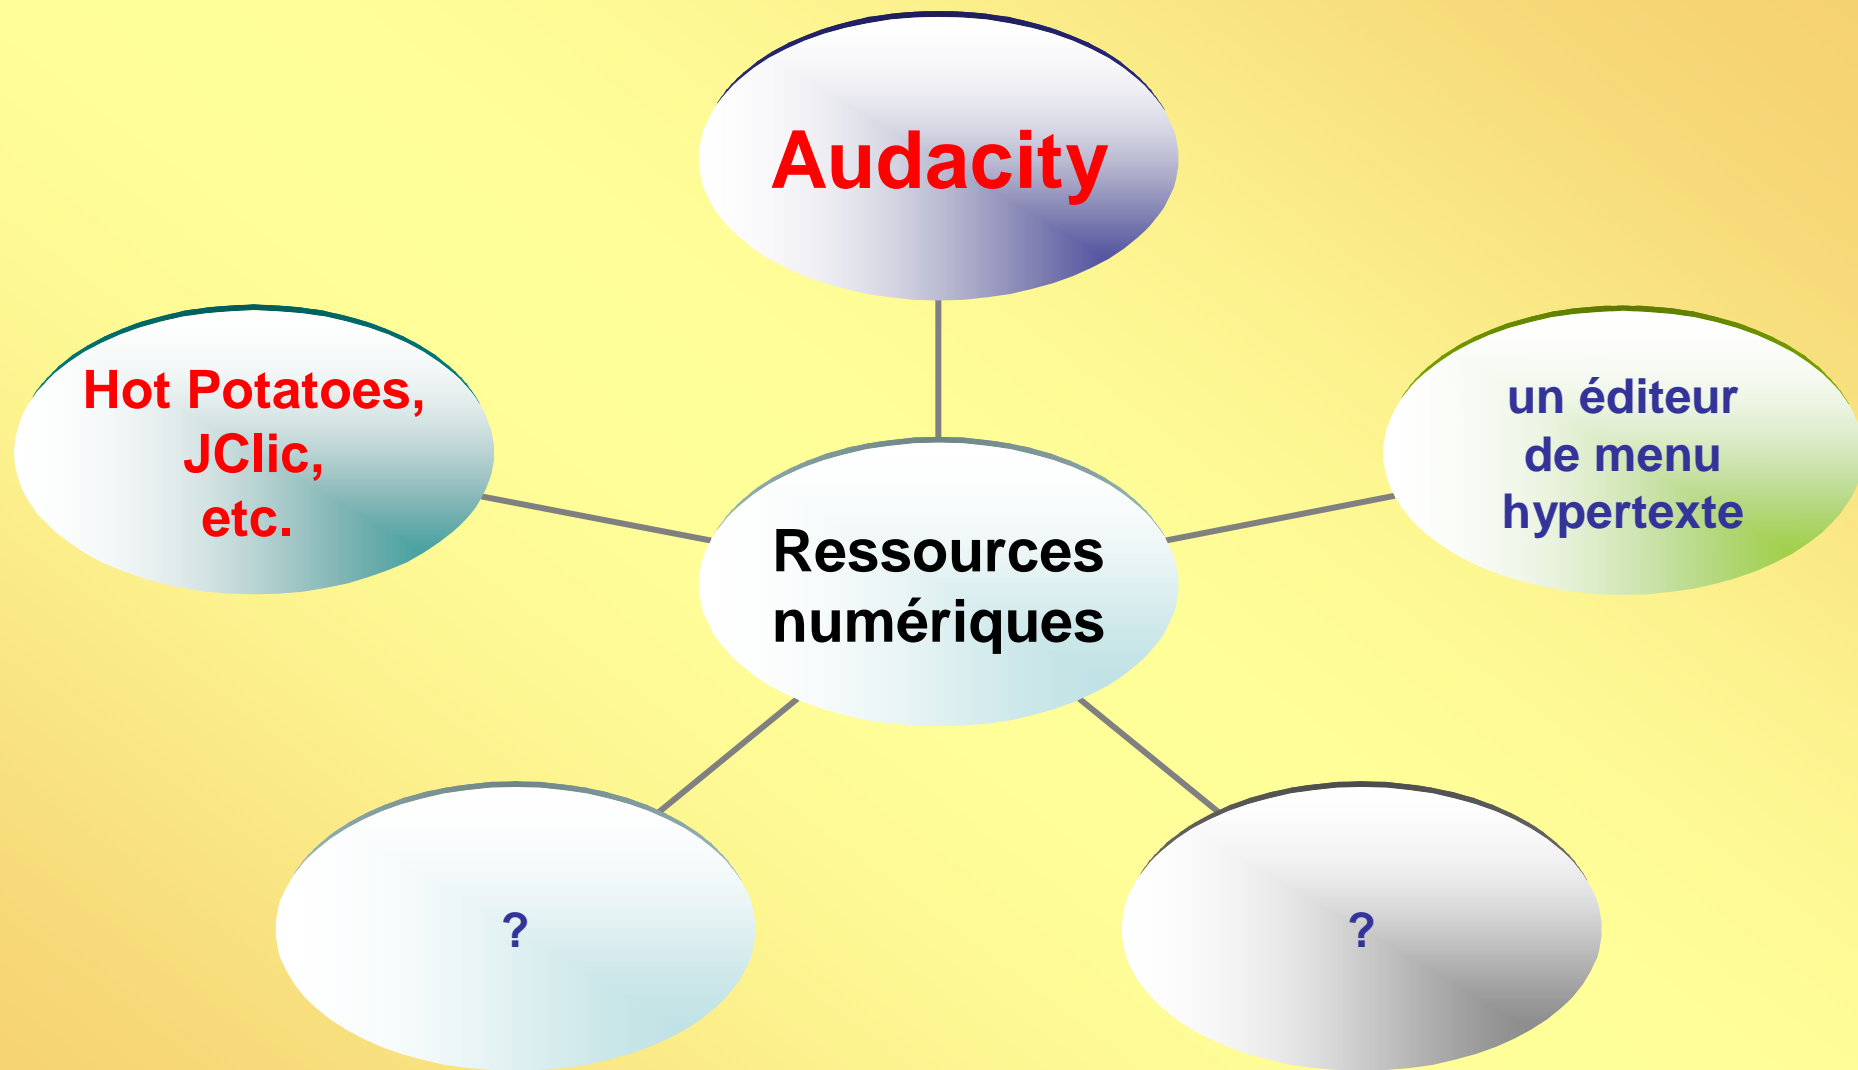 Audacity
Hot Potatoes,
JClic,
etc.
un éditeur
de menu
hypertexte
Ressources
numériques
?
?